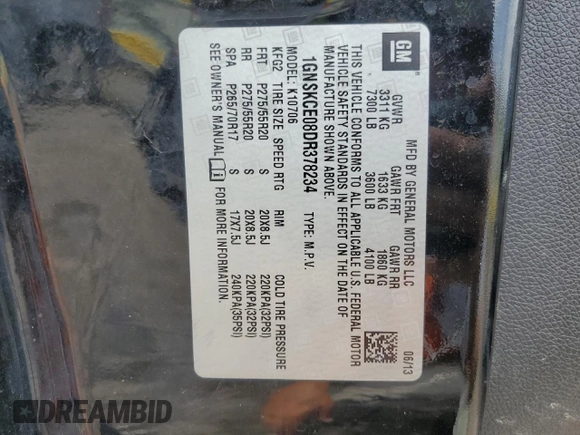 GM
MFD BY GENERAL MOTORS LLC
06/13
GVWR GAWR FRT GAWR RR
3311 KG 1633 KG 1860 KG
7300 LB 3600 LB 4100 LB
THIS VEHICLE CONFORMS TO ALL APPLICABLE U.S. FEDERAL MOTOR
VEHICLE SAFETY STANDARDS IN EFFECT ON THE DATE OF
MANUFACTURE SHOWN ABOVE.
1GNSKCE08DR378234 TYPE: M.P.V.
MODEL: K10706
KFG2 TIRE SIZE SPEED RTG RIM COLD TIRE PRESSURE
FRT P275/55R20 S 20X8.5J 220KPA(32PSI)
RR P275/55R20 S 20X8.5J 220KPA(32PSI)
SPA P265/70R17 S 17X7.5J 240KPA(35PSI)
SEE OWNER'S MANUAL FOR MORE INFORMATION.
DREAMBID